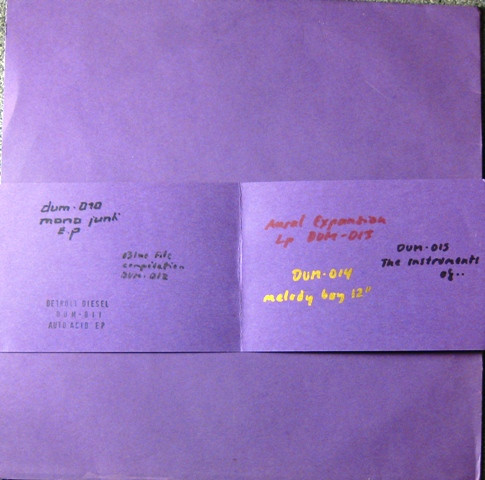 dum-010
mono junk
E.P
Blue File
compilation
DUM-012
DETROIT DIESEL
DUM-011
AUTO ACID EP
Aural Expansion
Lp DUM-013
DUM-014
melody boy 12"
DUM-015
The Instruments
of..